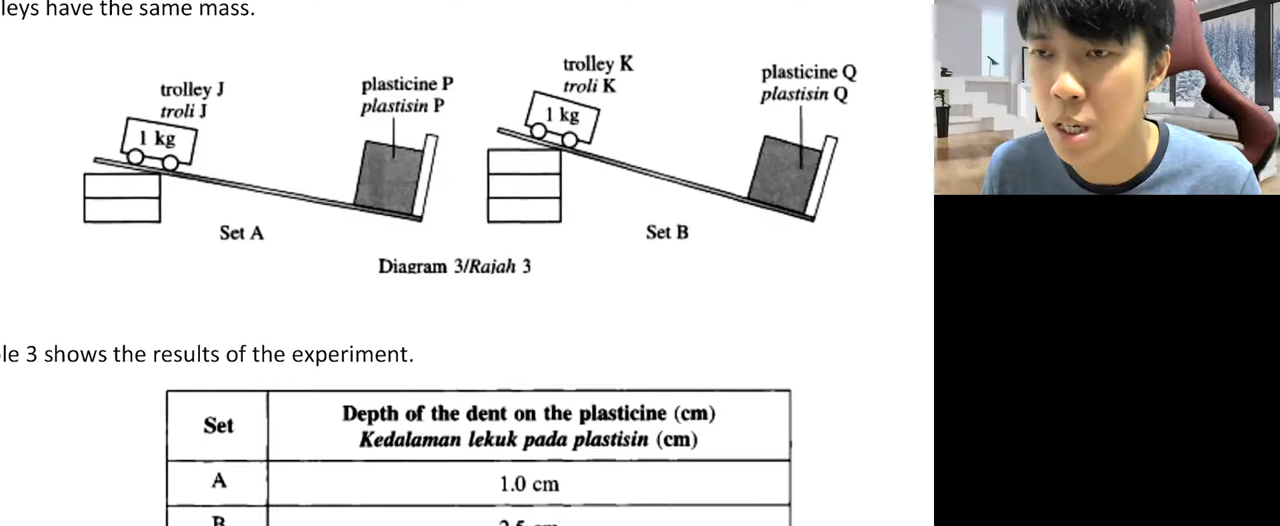 leys have the same mass.
trolley J
troli J
1 kg
plasticine P
plastisin P
trolley K
troli K
1 kg
plasticine Q
plastisin Q
Set A
Set B
Diagram 3/Rajah 3
le 3 shows the results of the experiment.
Set
Depth of the dent on the plasticine (cm)
Kedalaman lekuk pada plastisin (cm)
A
1.0 cm
B